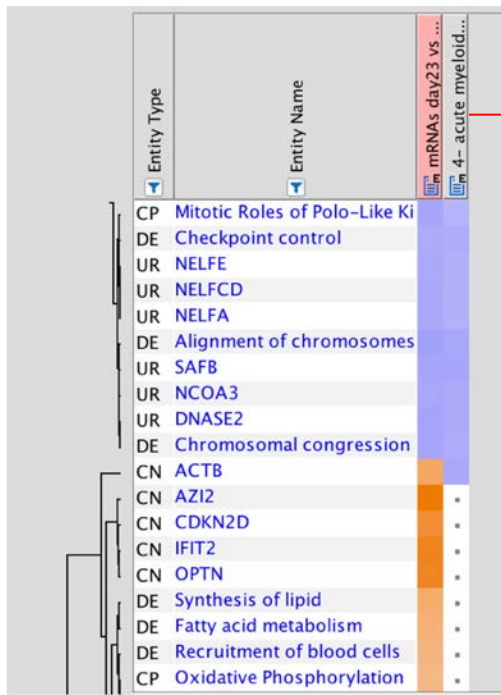 Entity Type
Entity Name
mRNAs day23 vs ...
4- acute myeloid...
CP Mitotic Roles of Polo-Like Ki
DE Checkpoint control
UR NELFE
UR NELFCD
UR NELFA
DE Alignment of chromosomes
UR SAFB
UR NCOA3
UR DNASE2
DE Chromosomal congression
CN ACTB
CN AZI2
CN CDKN2D
CN IFIT2
CN OPTN
DE Synthesis of lipid
DE Fatty acid metabolism
DE Recruitment of blood cells
CP Oxidative Phosphorylation